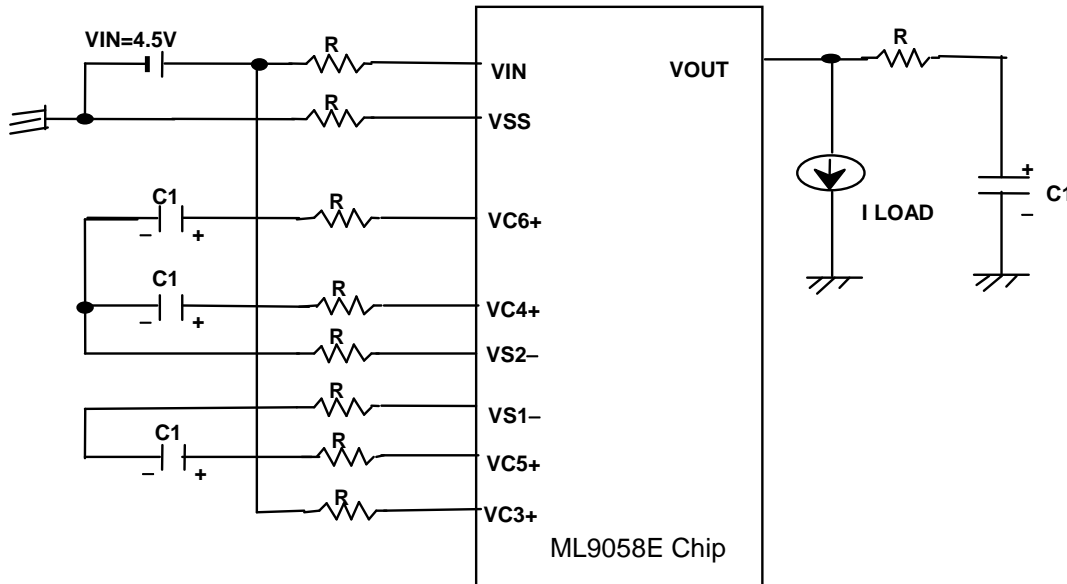 VIN=4.5V
R
VIN
VOUT
R
R
VSS
C1
R
VC6+
– +
I LOAD
+
C1
–
C1
R
VC4+
– +
R
VS2–
R
VS1–
C1
R
VC5+
– +
R
VC3+
ML9058E Chip